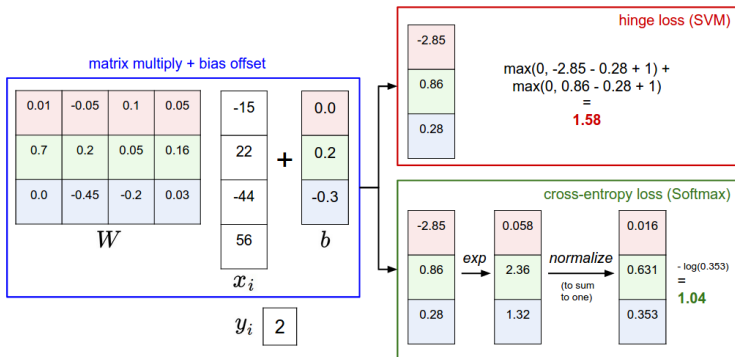 matrix multiply + bias offset
0.01 -0.05 0.1 0.05
0.7 0.2 0.05 0.16
0.0 -0.45 -0.2 0.03
W
-15
22
-44
56
x_i
+
0.0
0.2
-0.3
b
y_i 2
hinge loss (SVM)
-2.85
0.86
0.28
max(0, -2.85 - 0.28 + 1) +
max(0, 0.86 - 0.28 + 1)
=
1.58
cross-entropy loss (Softmax)
-2.85
0.86
0.28
exp
0.058
2.36
1.32
normalize
(to sum
to one)
0.016
0.631
0.353
- log(0.353)
=
1.04